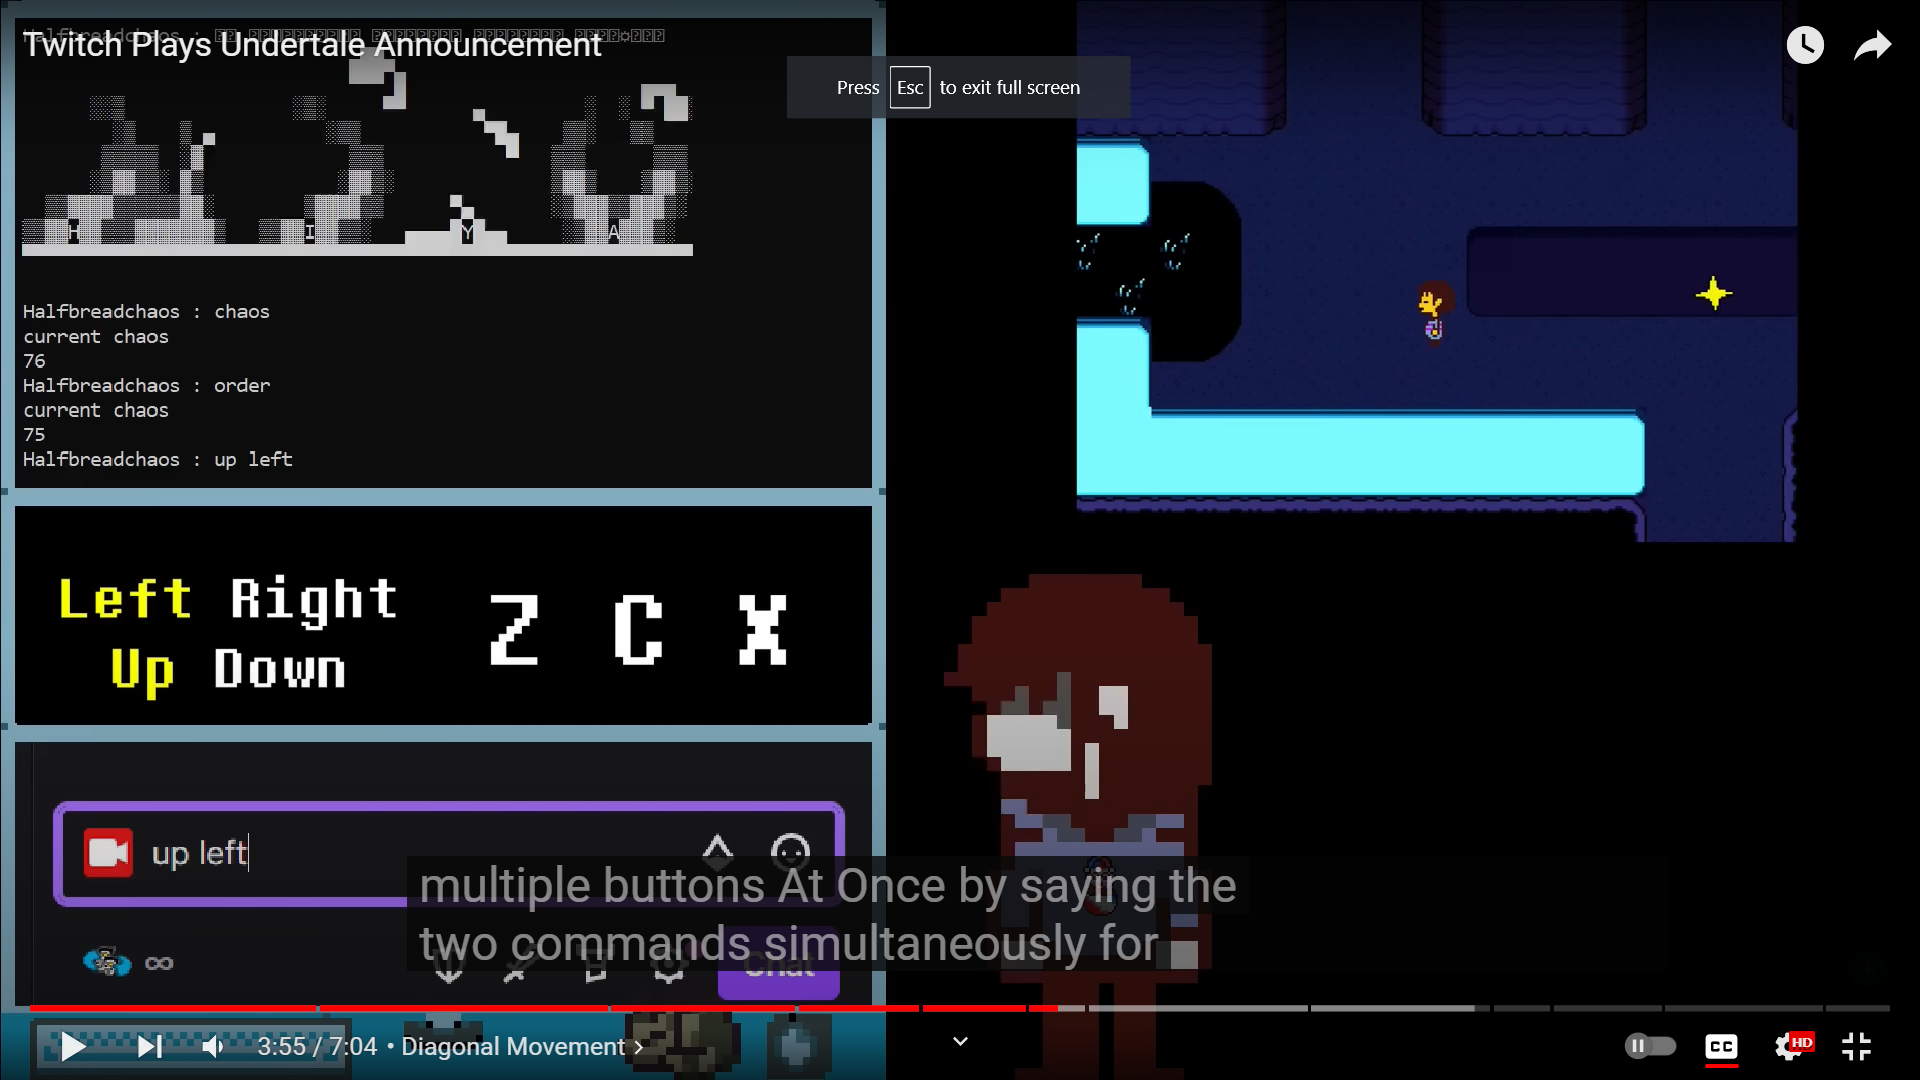 Twitch Plays Undertale Announcement
Press Esc to exit full screen
H I Y A
Halfbreadchaos : chaos
current chaos
76
Halfbreadchaos : order
current chaos
75
Halfbreadchaos : up left
Left Right
Up Down
Z C X
up left
multiple buttons At Once by saying the
two commands simultaneously for
Chat
3:55 / 7:04 • Diagonal Movement
CC
HD